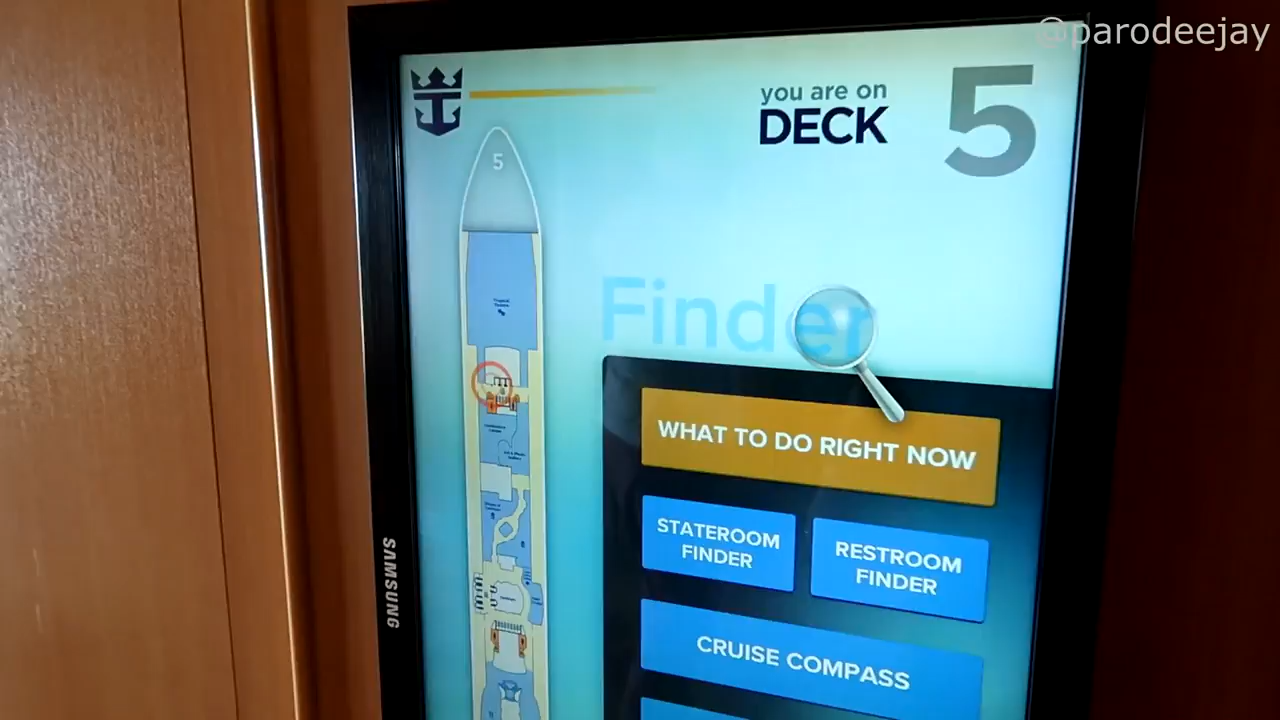 @parodeejay
you are on
DECK
5
5
Finder
WHAT TO DO RIGHT NOW
STATEROOM
FINDER
RESTROOM
FINDER
CRUISE COMPASS
SAMSUNG